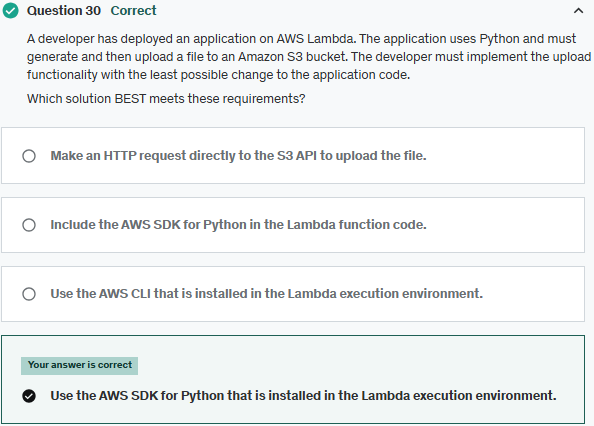 Question 30 Correct
A developer has deployed an application on AWS Lambda. The application uses Python and must
generate and then upload a file to an Amazon S3 bucket. The developer must implement the upload
functionality with the least possible change to the application code.
Which solution BEST meets these requirements?
Make an HTTP request directly to the S3 API to upload the file.
Include the AWS SDK for Python in the Lambda function code.
Use the AWS CLI that is installed in the Lambda execution environment.
Your answer is correct
Use the AWS SDK for Python that is installed in the Lambda execution environment.